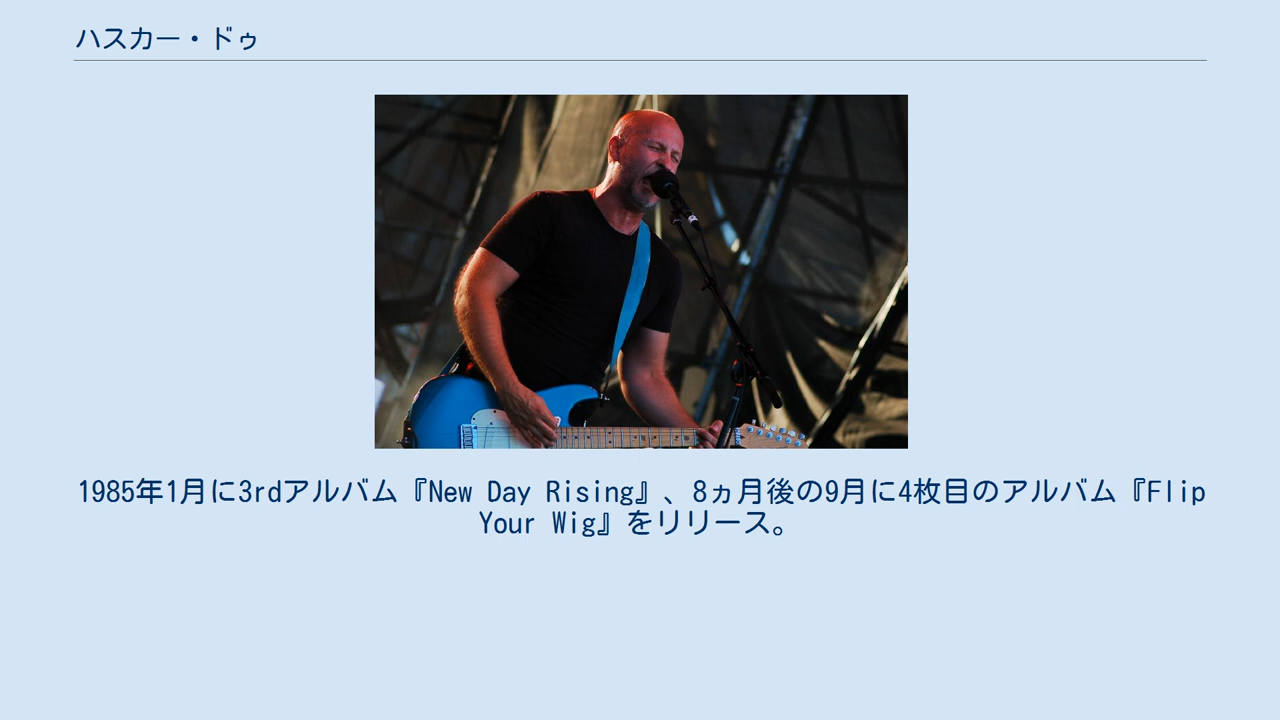 ハスカー・ドゥ
1985年1月に3rdアルバム『New Day Rising』、8ヵ月後の9月に4枚目のアルバム『Flip
Your Wig』をリリース。